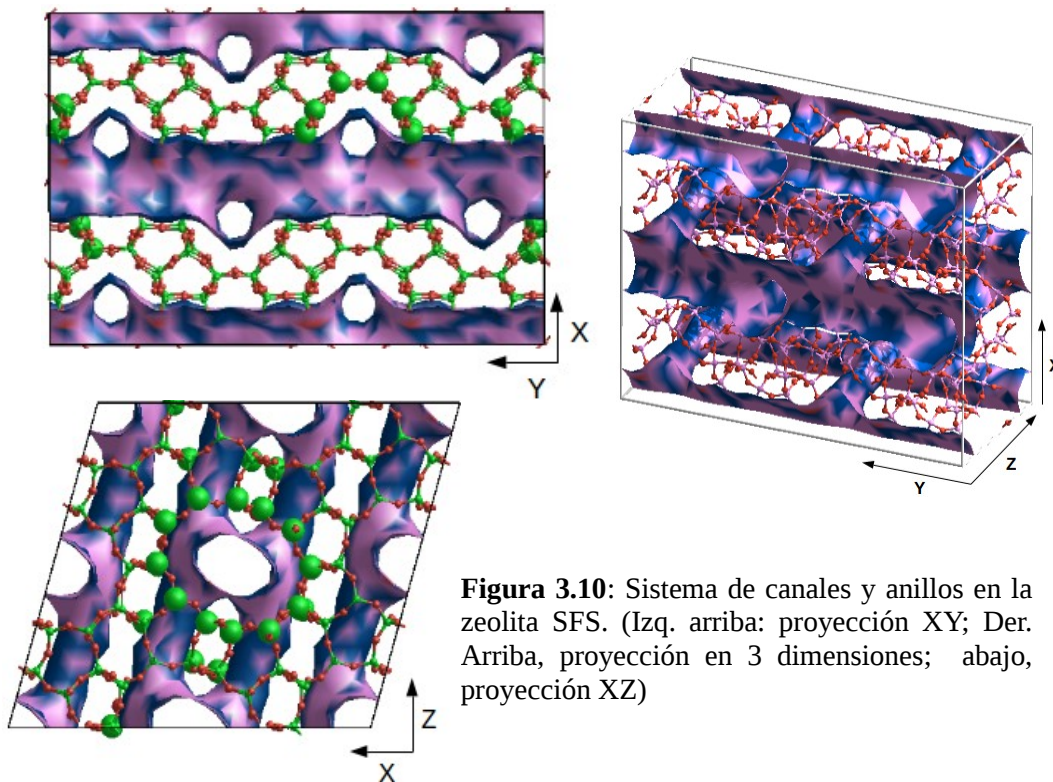 X
Y
X
Z
Y
Z
X
Figura 3.10: Sistema de canales y anillos en la
zeolita SFS. (Izq. arriba: proyección XY; Der.
Arriba, proyección en 3 dimensiones; abajo,
proyección XZ)